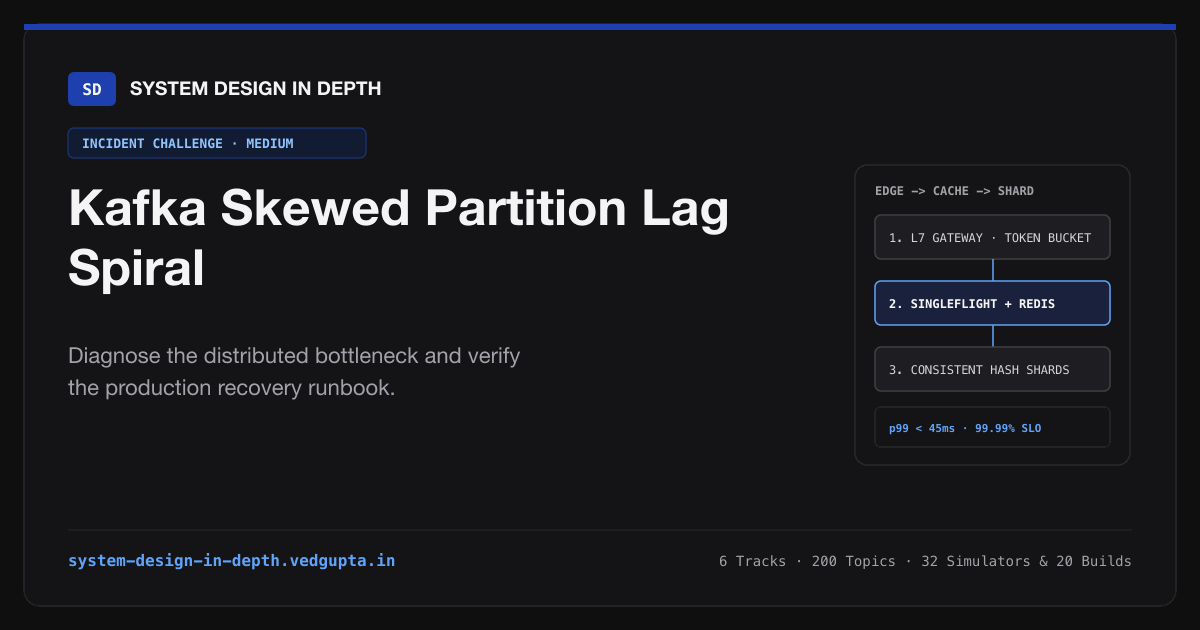 SD
SYSTEM DESIGN IN DEPTH
INCIDENT CHALLENGE · MEDIUM
Kafka Skewed Partition Lag
Spiral
Diagnose the distributed bottleneck and verify
the production recovery runbook.
EDGE —> CACHE —> SHARD
1. L7 GATEWAY · TOKEN BUCKET
2. SINGLEFLIGHT + REDIS
3. CONSISTENT HASH SHARDS
p99 < 45ms · 99.99% SLO
system-design-in-depth.vedgupta.in
6 Tracks · 200 Topics · 32 Simulators & 20 Builds